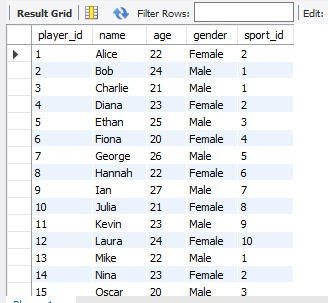 Result Grid Filter Rows: Edit:
player_id name age gender sport_id
1 Alice 22 Female 2
2 Bob 24 Male 1
3 Charlie 21 Male 1
4 Diana 23 Female 2
5 Ethan 25 Male 3
6 Fiona 20 Female 4
7 George 26 Male 5
8 Hannah 22 Female 6
9 Ian 27 Male 7
10 Julia 21 Female 8
11 Kevin 23 Male 9
12 Laura 24 Female 10
13 Mike 22 Male 1
14 Nina 23 Female 2
15 Oscar 20 Male 3